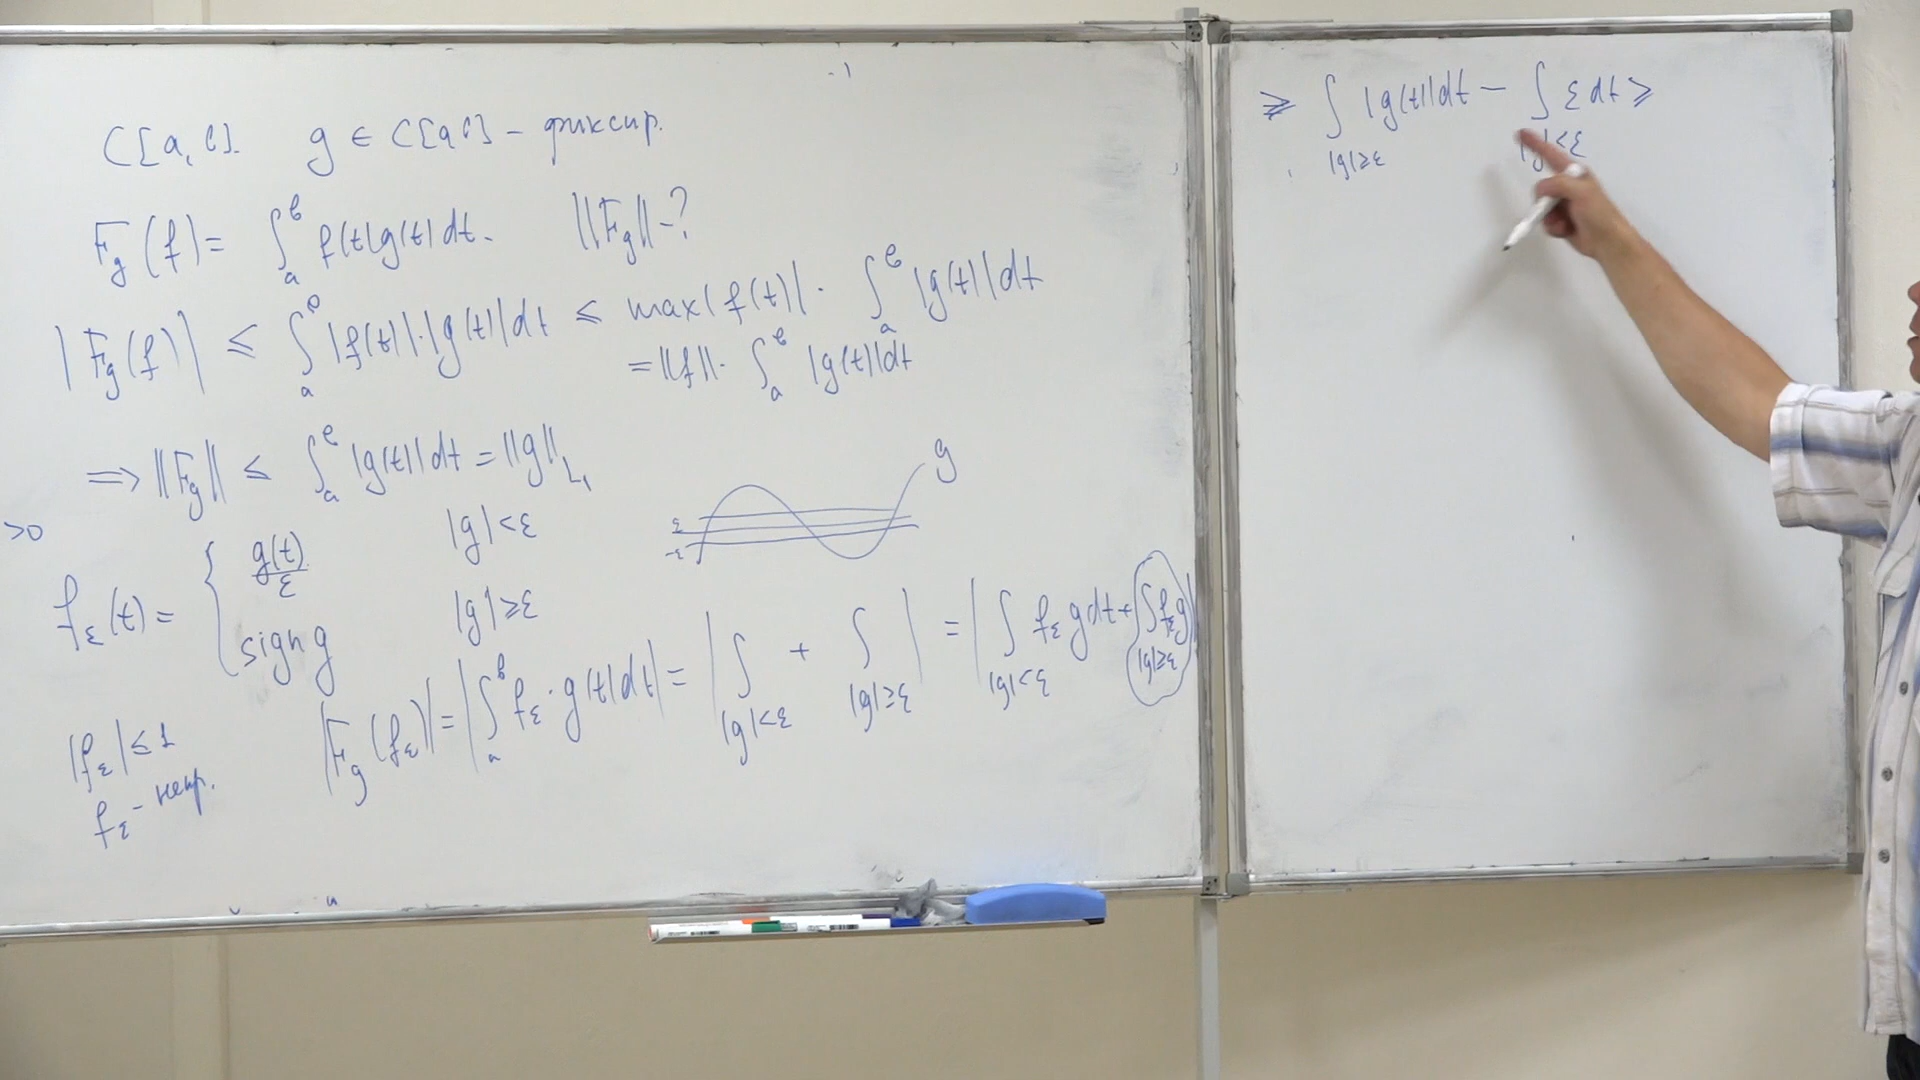 C[a,b]. g ∈ C[a b] – фиксир.
F_g(f) = ∫_a^b f(t)g(t)dt. ||F_g|| – ?
|F_g(f)| ≤ ∫_a^b |f(t)|·|g(t)|dt ≤ max|f(t)| · ∫_a^b |g(t)|dt
= ||f|| · ∫_a^b |g(t)|dt
⟹ ||F_g|| ≤ ∫_a^b |g(t)|dt = ||g||_{L_1}
g
ε
-ε
>0
f_ε(t) = { g(t)/ε |g|<ε
sign g |g|≥ε
|F_g(f_ε)| = |∫_a^b f_ε · g(t)dt| = |∫_{|g|<ε} + ∫_{|g|≥ε}| = |∫_{|g|<ε} f_ε g dt + ∫_{|g|≥ε} f_ε g|
|f_ε| ≤ 1
f_ε – непр.
≥ ∫_{|g|≥ε} |g(t)|dt – ∫_{|g|<ε} ε dt ≥